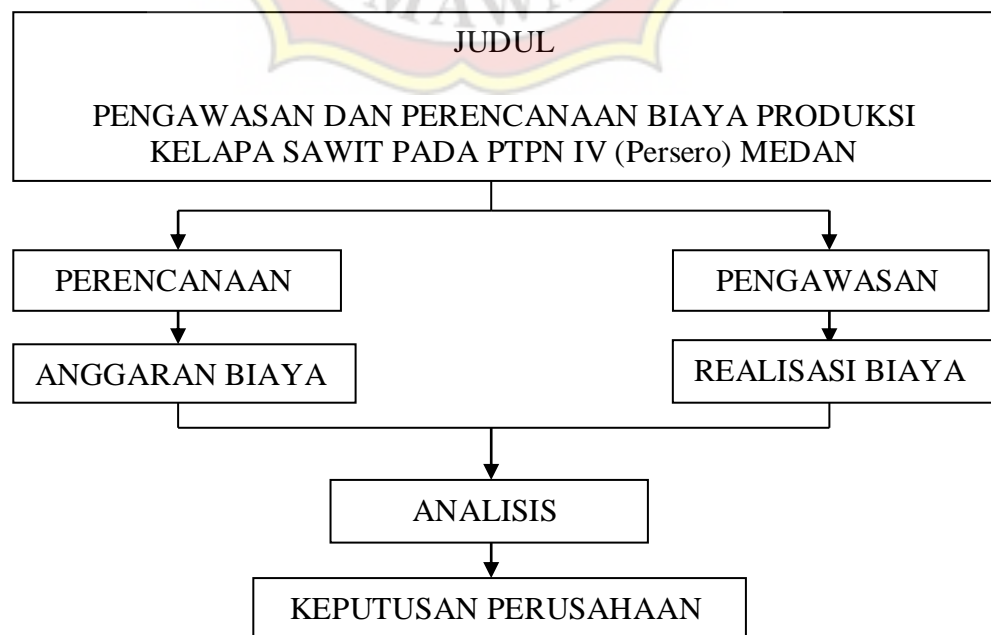 JUDUL
PENGAWASAN DAN PERENCANAAN BIAYA PRODUKSI
KELAPA SAWIT PADA PTPN IV (Persero) MEDAN
PERENCANAAN
PENGAWASAN
ANGGARAN BIAYA
REALISASI BIAYA
ANALISIS
KEPUTUSAN PERUSAHAAN